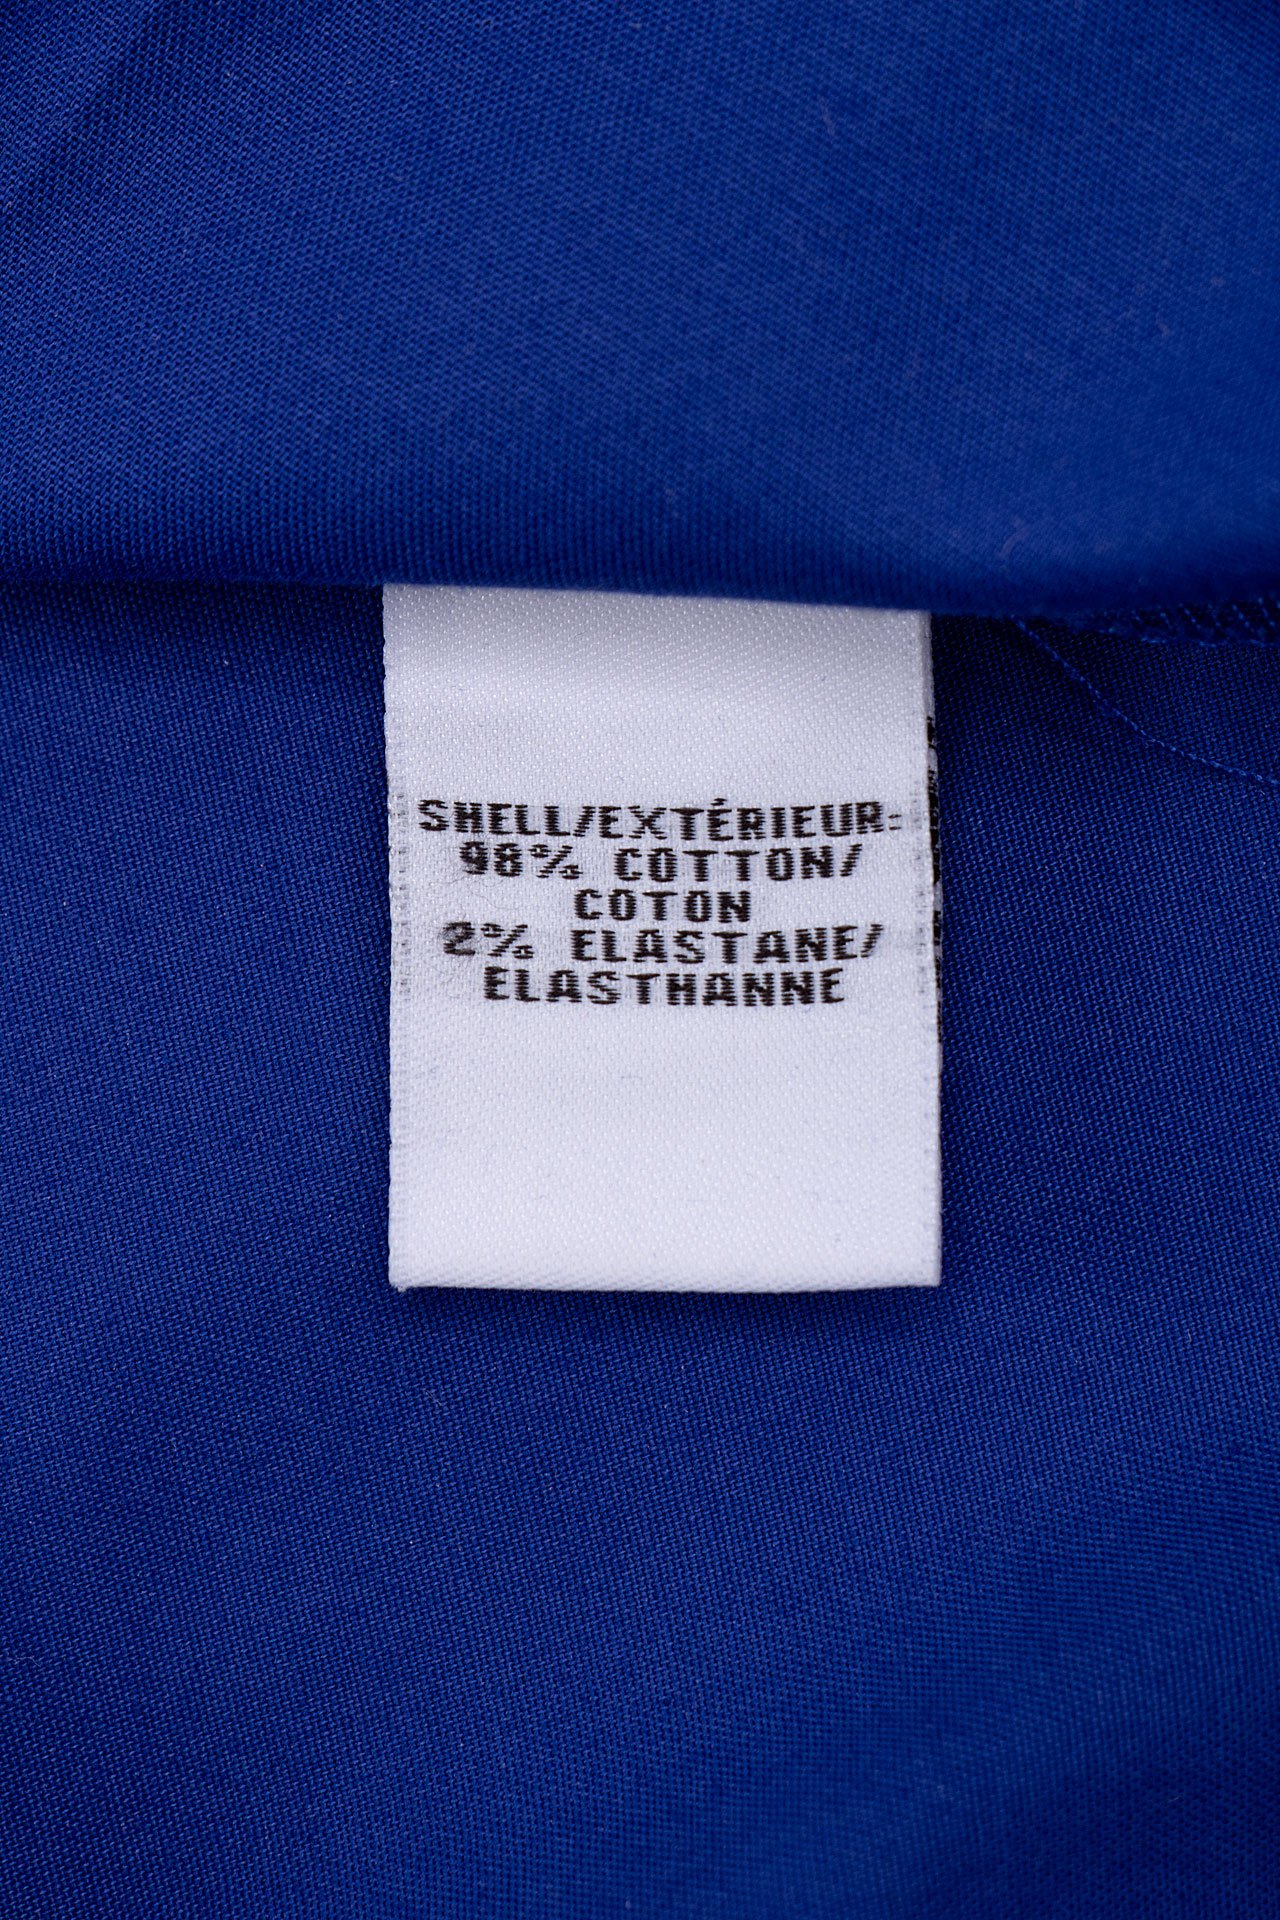 SHELL/EXTÉRIEUR:
98% COTTON/
COTON
2% ELASTANE/
ELASTHANNE